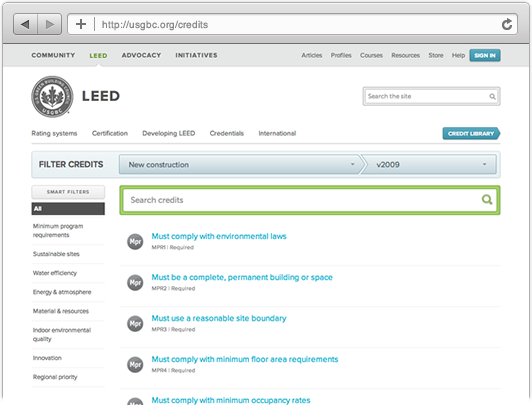 http://usgbc.org/credits
COMMUNITY LEED ADVOCACY INITIATIVES Articles Profiles Courses Resources Store Help SIGN IN
USGBC
LEED
Search the site
Rating systems Certification Developing LEED Credentials International CREDIT LIBRARY
FILTER CREDITS New construction v2009
SMART FILTERS
All
Minimum program
requirements
Sustainable sites
Water efficiency
Energy & atmosphere
Material & resources
Indoor environmental
quality
Innovation
Regional priority
Search credits
Mpr Must comply with environmental laws
MPR1 | Required
Mpr Must be a complete, permanent building or space
MPR2 | Required
Mpr Must use a reasonable site boundary
MPR3 | Required
Mpr Must comply with minimum floor area requirements
MPR4 | Required
Must comply with minimum occupancy rates